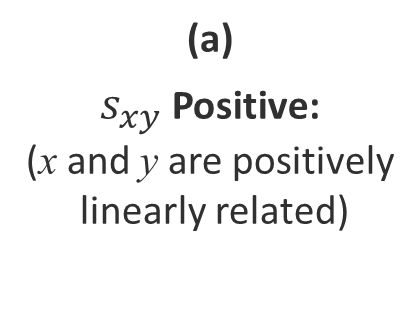 (a)
sxy Positive:
(x and y are positively
linearly related)